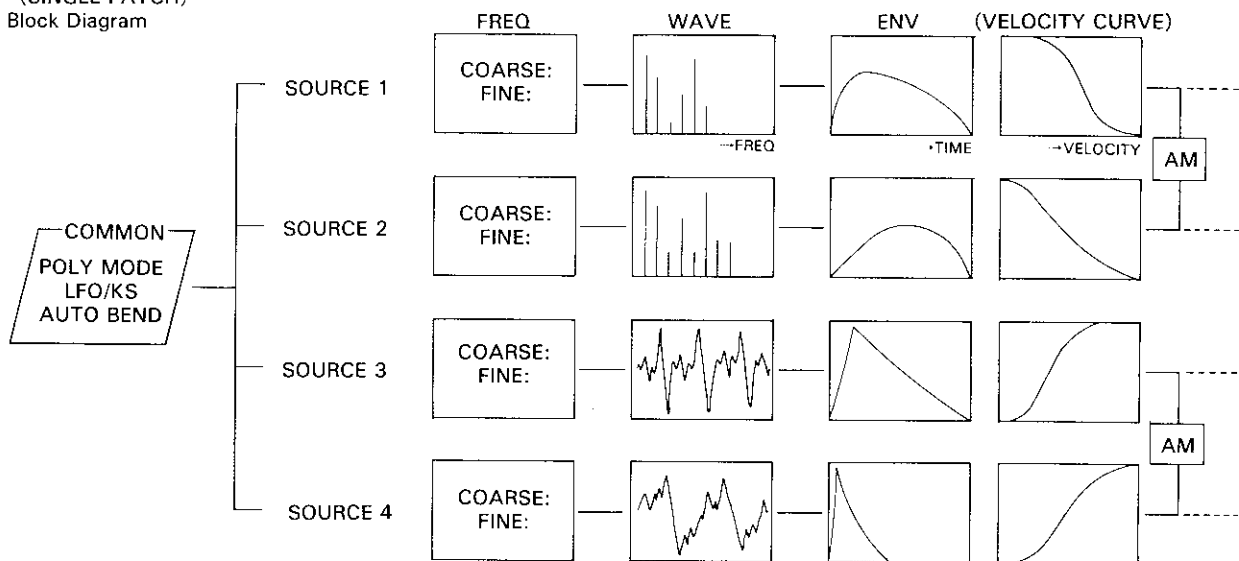 (SINGLE PATCH)
Block Diagram
FREQ WAVE ENV (VELOCITY CURVE)
SOURCE 1
COARSE:
FINE:
→FREQ
→TIME
→VELOCITY
AM
SOURCE 2
COARSE:
FINE:
COMMON
POLY MODE
LFO/KS
AUTO BEND
SOURCE 3
COARSE:
FINE:
AM
SOURCE 4
COARSE:
FINE: